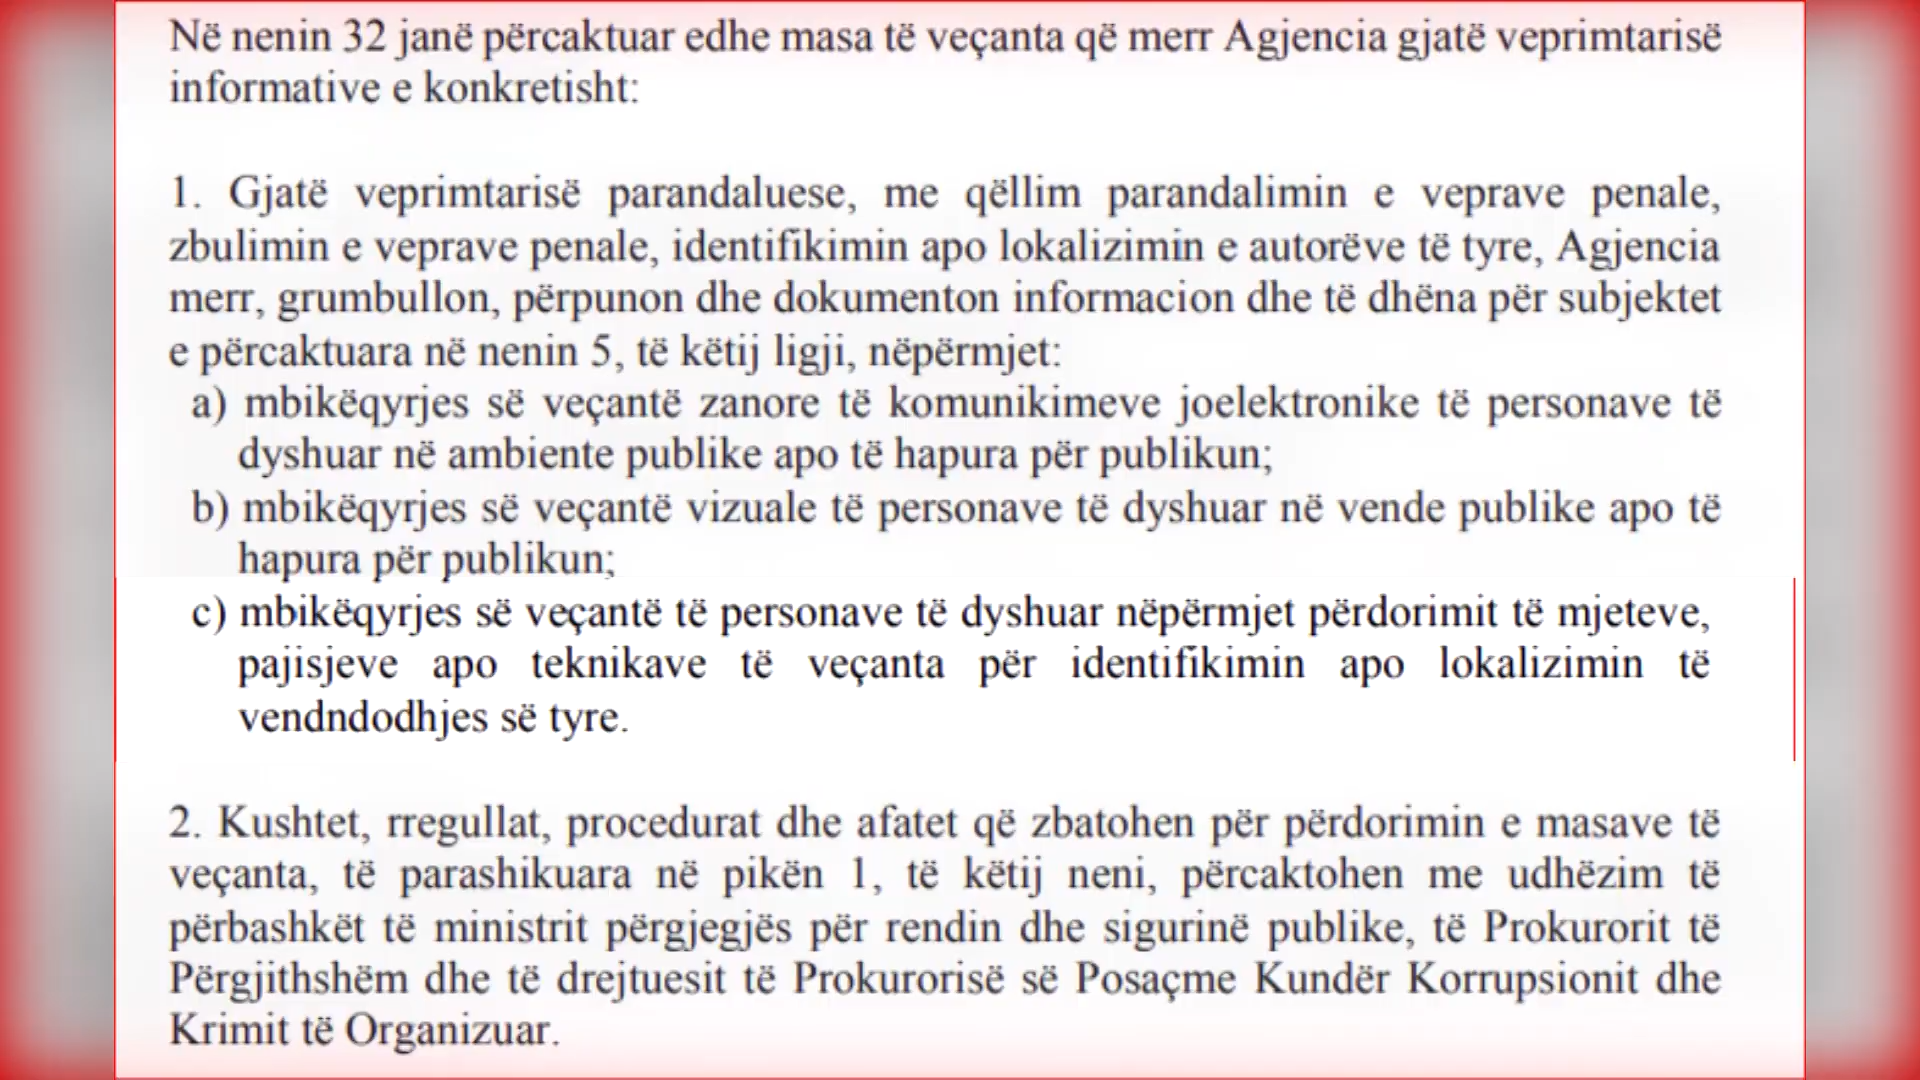 Në nenin 32 janë përcaktuar edhe masa të veçanta që merr Agjencia gjatë veprimtarisë
informative e konkretisht:
1. Gjatë veprimtarisë parandaluese, me qëllim parandalimin e veprave penale,
zbulimin e veprave penale, identifikimin apo lokalizimin e autorëve të tyre, Agjencia
merr, grumbullon, përpunon dhe dokumenton informacion dhe të dhëna për subjektet
e përcaktuara në nenin 5, të këtij ligji, nëpërmjet:
a) mbikëqyrjes së veçantë zanore të komunikimeve joelektronike të personave të
dyshuar në ambiente publike apo të hapura për publikun;
b) mbikëqyrjes së veçantë vizuale të personave të dyshuar në vende publike apo të
hapura për publikun;
c) mbikëqyrjes së veçantë të personave të dyshuar nëpërmjet përdorimit të mjeteve,
pajisjeve apo teknikave të veçanta për identifikimin apo lokalizimin të
vendndodhjes së tyre.
2. Kushtet, rregullat, procedurat dhe afatet që zbatohen për përdorimin e masave të
veçanta, të parashikuara në pikën 1, të këtij neni, përcaktohen me udhëzim të
përbashkët të ministrit përgjegjës për rendin dhe sigurinë publike, të Prokurorit të
Përgjithshëm dhe të drejtuesit të Prokurorisë së Posaçme Kundër Korrupsionit dhe
Krimit të Organizuar.